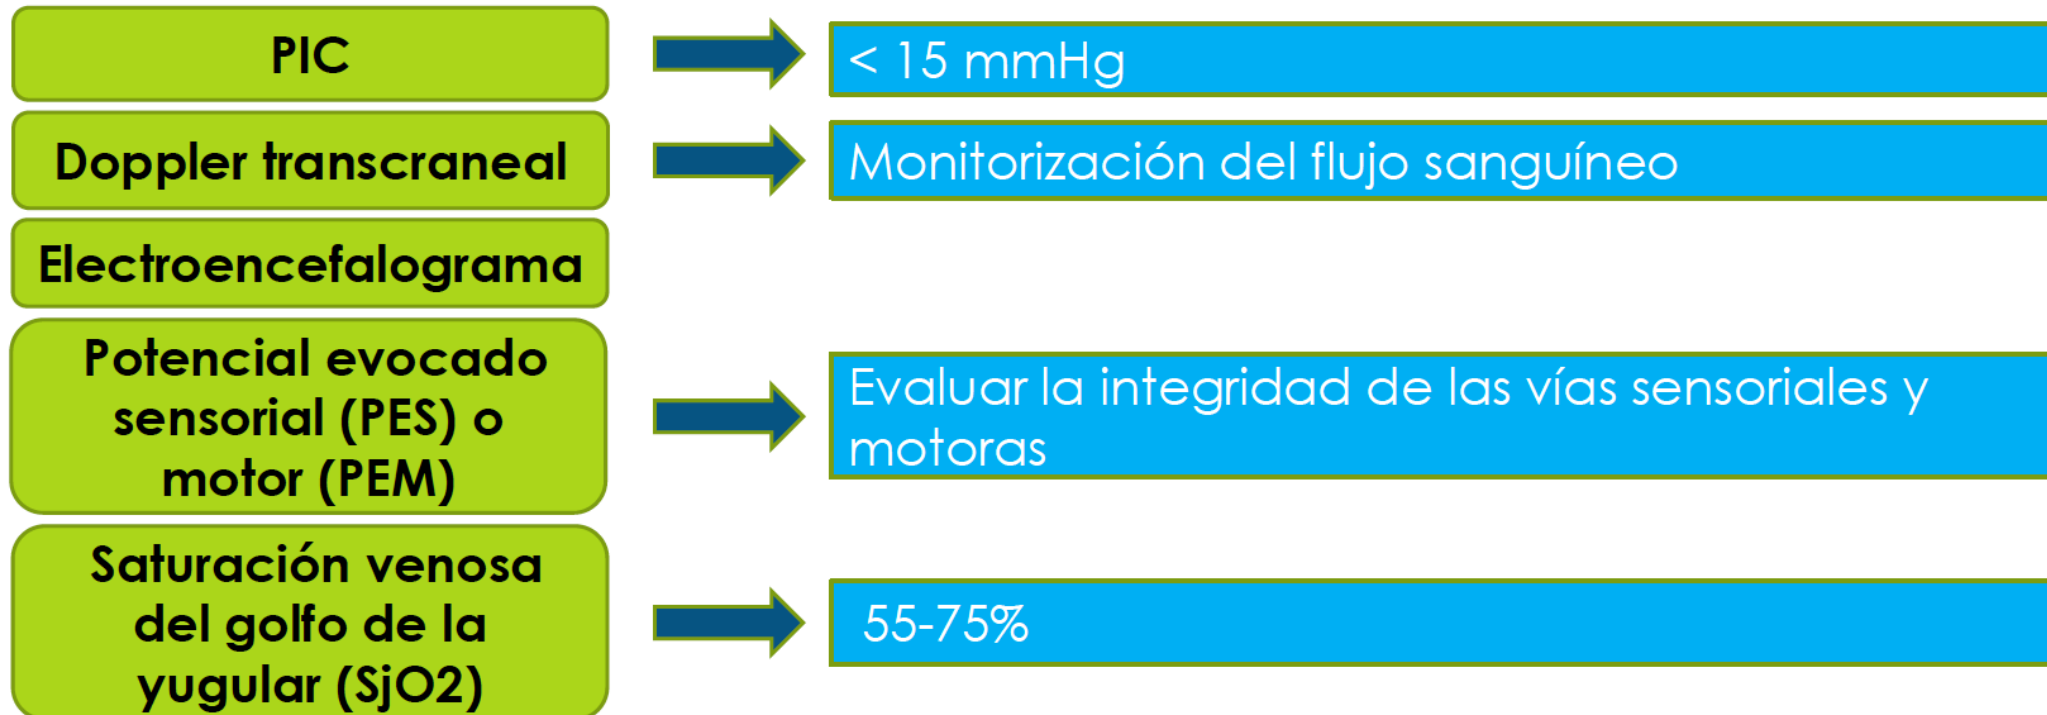 PIC
< 15 mmHg
Doppler transcraneal
Monitorización del flujo sanguíneo
Electroencefalograma
Potencial evocado
sensorial (PES) o
motor (PEM)
Evaluar la integridad de las vías sensoriales y
motoras
Saturación venosa
del golfo de la
yugular (SjO2)
55-75%